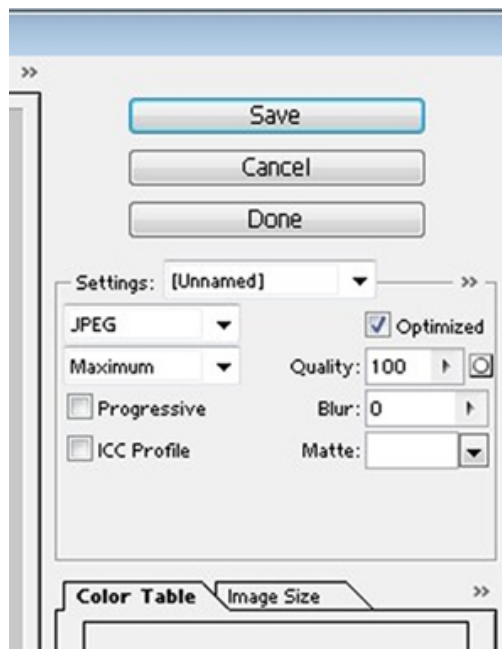 Save
Cancel
Done
Settings: [Unnamed]
JPEG
Optimized
Maximum
Quality: 100
Progressive
Blur: 0
ICC Profile
Matte:
Color Table
Image Size